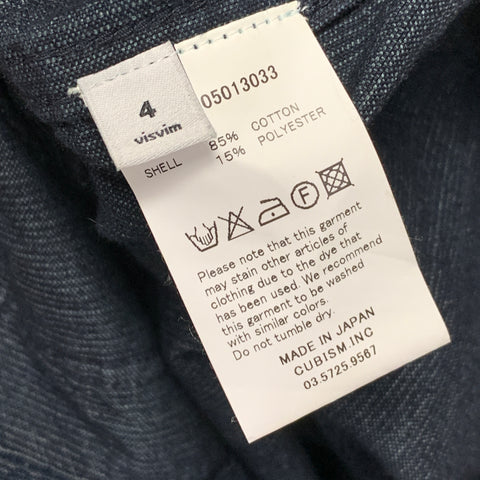 4
visvim
05013033
SHELL 85% COTTON
15% POLYESTER
F
Please note that this garment
may stain other articles of
clothing due to the dye that
has been used. We recommend
this garment to be washed
with similar colors.
Do not tumble dry.
MADE IN JAPAN
CUBISM.INC
03.5725.9567